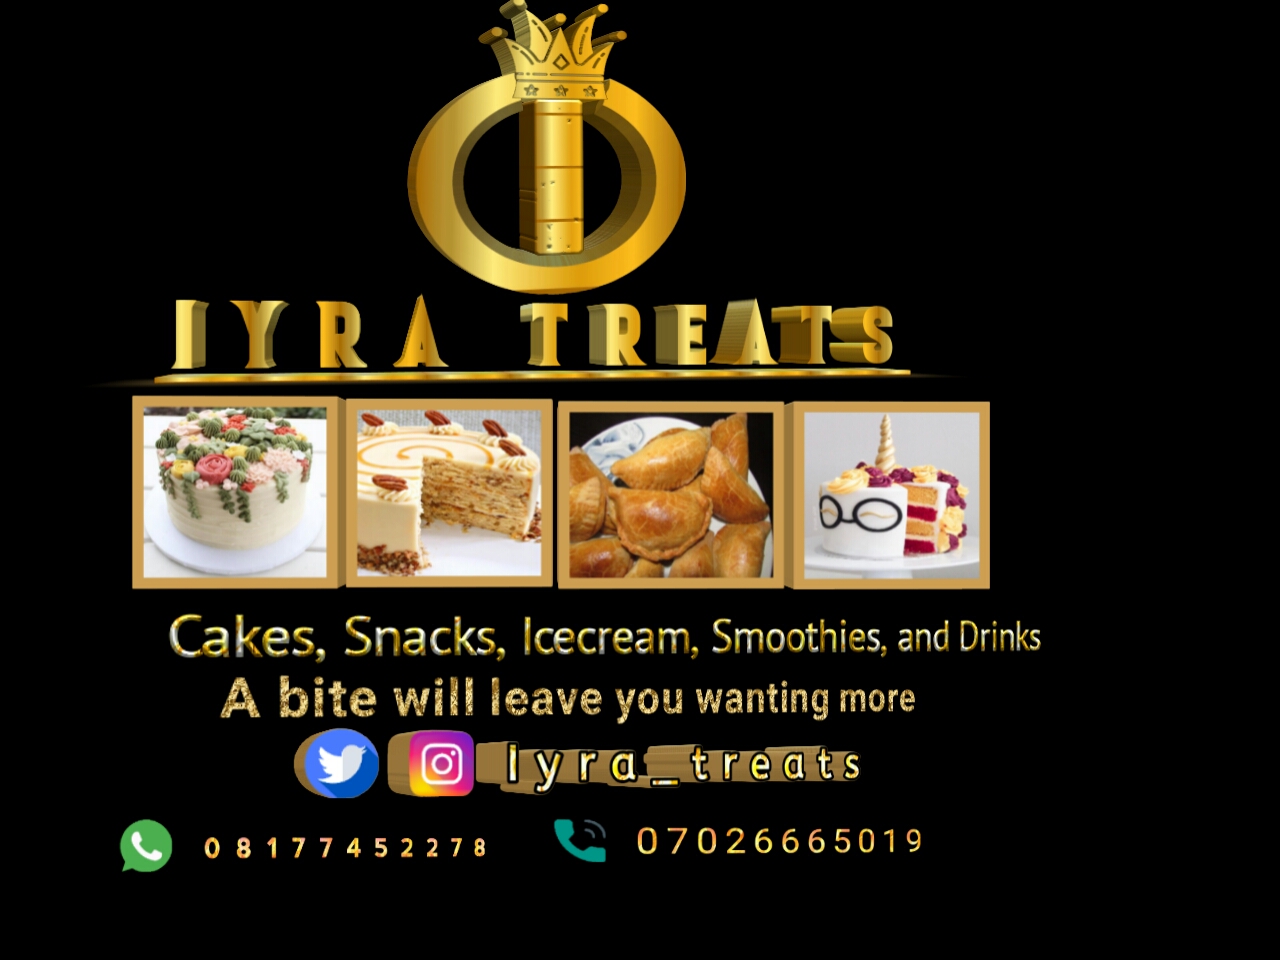 IYRA TREATS
Cakes, Snacks, Icecream, Smoothies, and Drinks
A bite will leave you wanting more
Iyra_treats
08177452278 07026665019